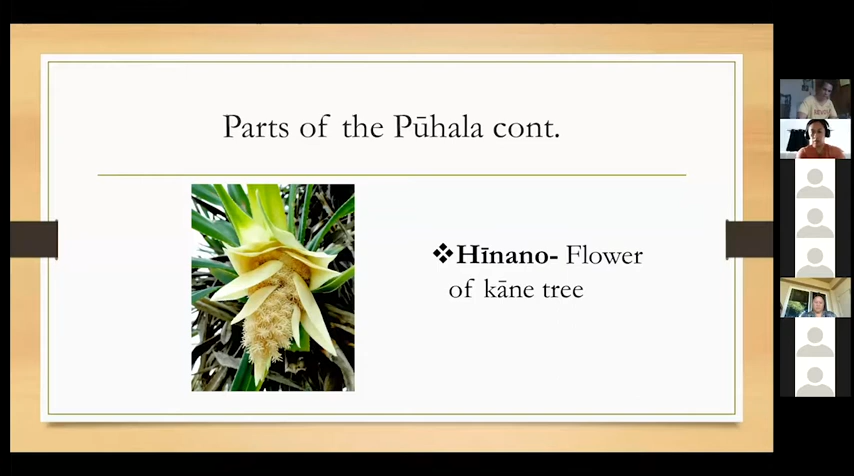 Parts of the Pūhala cont.
❖Hīnano- Flower
of kāne tree